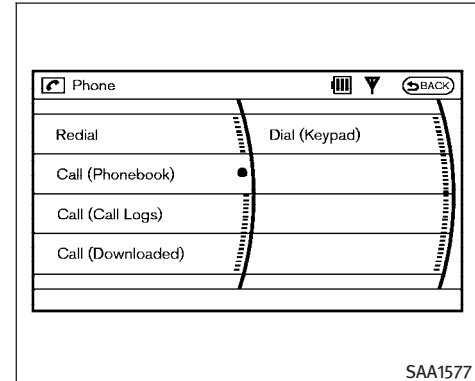 Phone BACK
Redial Dial (Keypad)
Call (Phonebook)
Call (Call Logs)
Call (Downloaded)
SAA1577